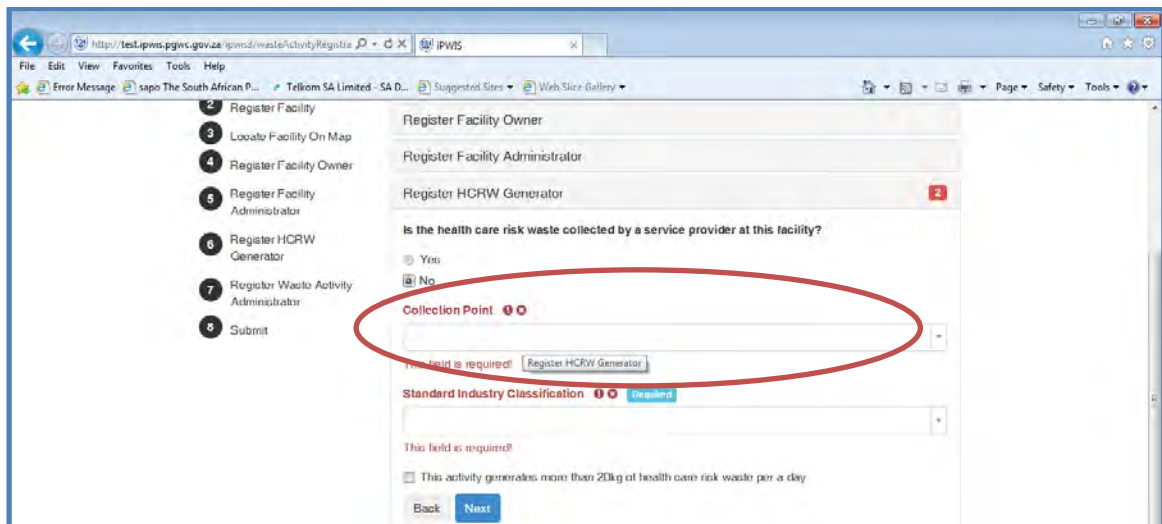 http://test.ipwis.pgwc.gov.za/ipwis3/wasteActivityRegistra
iPWIS
File Edit View Favorites Tools Help
Error Message sapo The South African P... Telkom SA Limited - SA D... Suggested Sites Web Slice Gallery Page Safety Tools
2 Register Facility
3 Locate Facility On Map
4 Register Facility Owner
5 Register Facility
Administrator
6 Register HCRW
Generator
7 Register Waste Activity
Administrator
8 Submit
Register Facility Owner
Register Facility Administrator
Register HCRW Generator 2
Is the health care risk waste collected by a service provider at this facility?
Yes
No
Collection Point
This field is required! Register HCRW Generator
Standard Industry Classification Required
This field is required!
This activity generates more than 20kg of health care risk waste per a day
Back Next